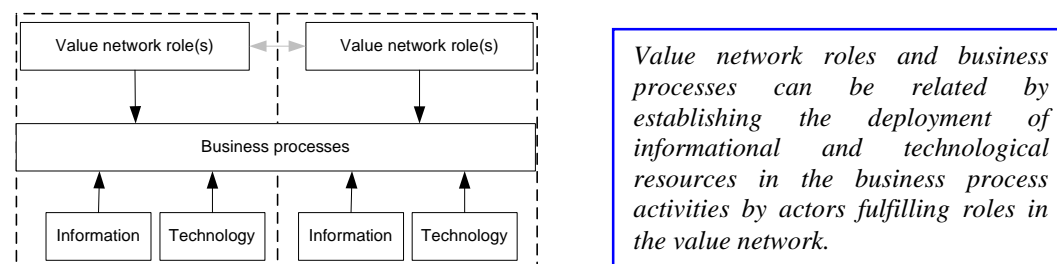 Value network role(s)
Value network role(s)
Business processes
Information
Technology
Information
Technology
Value network roles and business
processes can be related by
establishing the deployment of
informational and technological
resources in the business process
activities by actors fulfilling roles in
the value network.